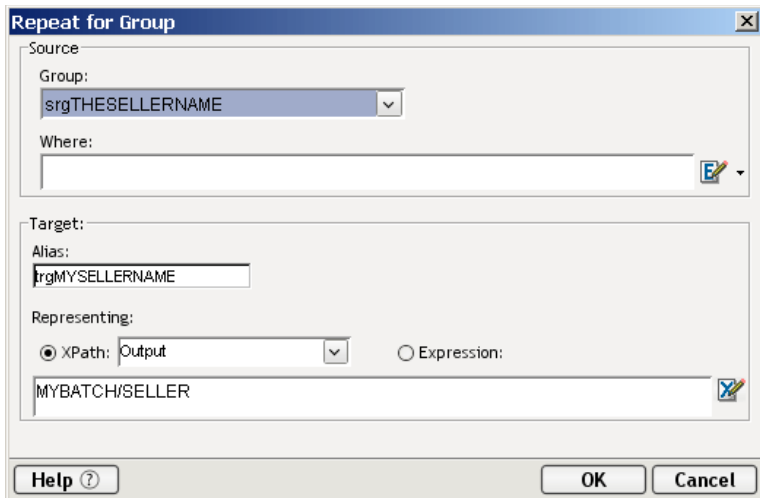 Repeat for Group
Source
Group:
srgTHESELLERNAME
Where:
Target:
Alias:
trgMYSELLERNAME
Representing:
XPath: Output Expression:
MYBATCH/SELLER
Help ? OK Cancel